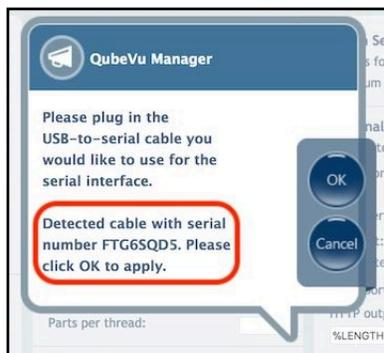 QubeVu Manager
Please plug in the
USB-to-serial cable you
would like to use for the
serial interface.
Detected cable with serial
number FTG6SQD5. Please
click OK to apply.
OK
Cancel
Parts per thread:
%LENGTH